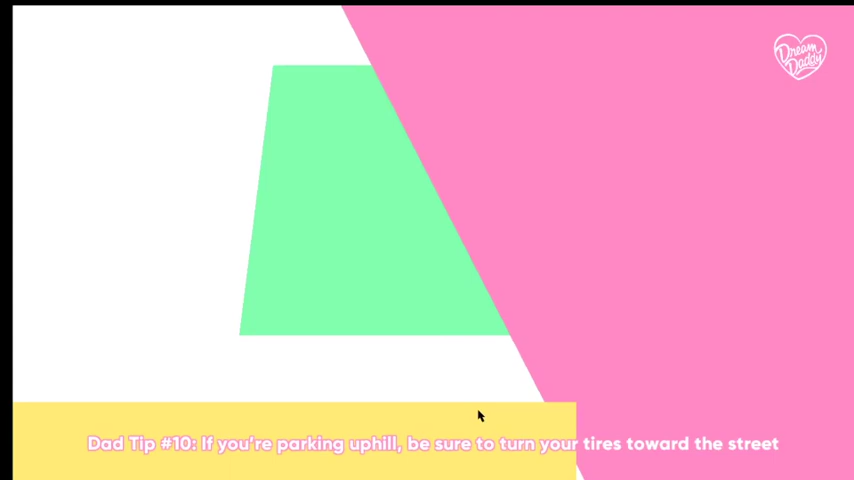 Dream
Daddy
Dad Tip #10: If you're parking uphill, be sure to turn your tires toward the street